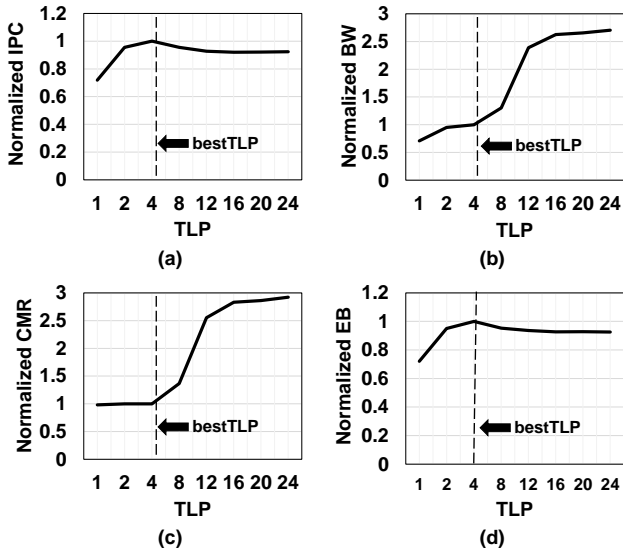 Normalized IPC
1.2
1
0.8
0.6
0.4
0.2
0
bestTLP
1 2 4 8 12 16 20 24
TLP
(a)
Normalized BW
3
2.5
2
1.5
1
0.5
0
bestTLP
1 2 4 8 12 16 20 24
TLP
(b)
Normalized CMR
3
2.5
2
1.5
1
0.5
0
bestTLP
1 2 4 8 12 16 20 24
TLP
(c)
Normalized EB
1.2
1
0.8
0.6
0.4
0.2
0
bestTLP
1 2 4 8 12 16 20 24
TLP
(d)